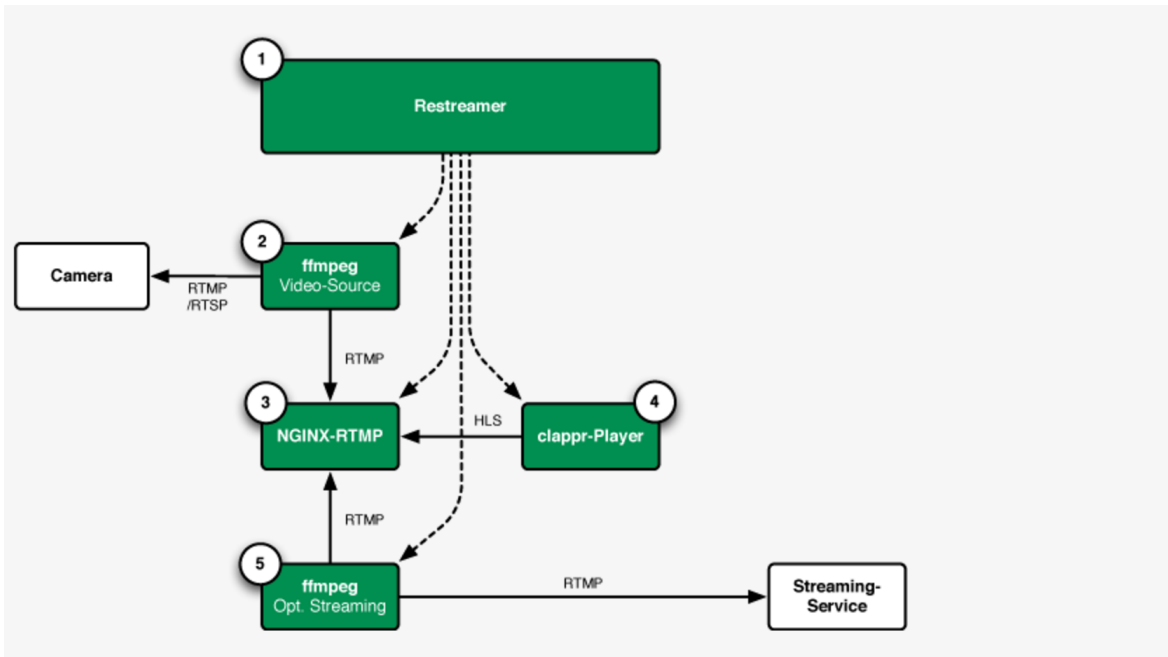 1
Restreamer
2
ffmpeg
Video-Source
Camera
RTMP
/RTSP
RTMP
3
NGINX-RTMP
HLS
4
clappr-Player
RTMP
5
ffmpeg
Opt. Streaming
RTMP
Streaming-
Service